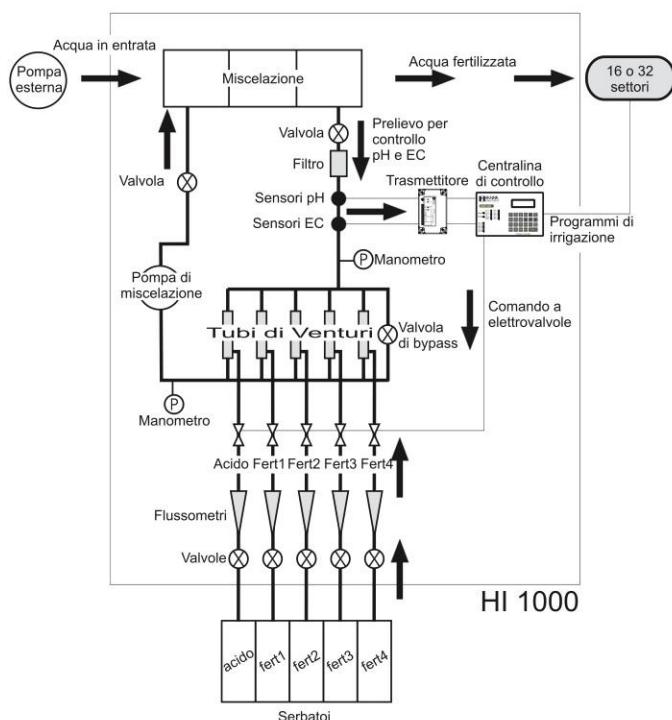 Acqua in entrata
Pompa
esterna
Miscelazione
Acqua fertilizzata
16 o 32
settori
Valvola
Prelievo per
controllo
pH e EC
Filtro
Valvola
Trasmettitore
Centralina
di controllo
Sensori pH
Sensori EC
Programmi di
irrigazione
P Manometro
Pompa di
miscelazione
Tubi di Venturi
Valvola
di bypass
Comando a
elettrovalvole
P
Manometro
Acido Fert1 Fert2 Fert3 Fert4
Flussometri
Valvole
HI 1000
acido fert1 fert2 fert3 fert4
Serbatoi